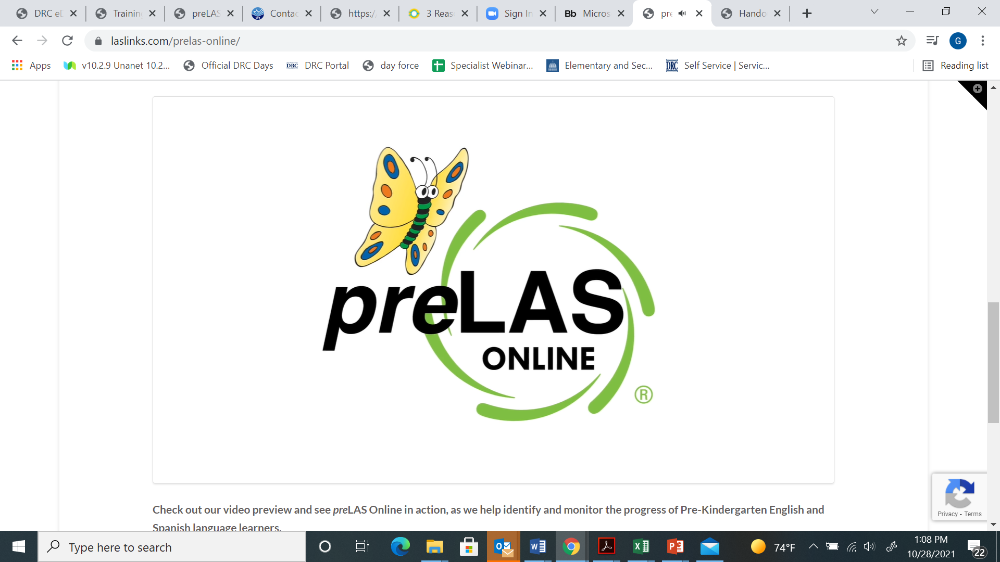 DRC eD
Training
preLAS
Contac
https:/
3 Reas
Sign In
Bb Micros
pre
Hando
laslinks.com/prelas-online/
G
Apps
v10.2.9 Unanet 10.2...
Official DRC Days
DRC DRC Portal
day force
Specialist Webinar...
Elementary and Sec...
DRC Self Service | Servic...
Reading list
preLAS
ONLINE
®
Check out our video preview and see preLAS Online in action, as we help identify and monitor the progress of Pre-Kindergarten English and
Spanish language learners.
Privacy - Terms
Type here to search
74°F
1:08 PM
10/28/2021
22